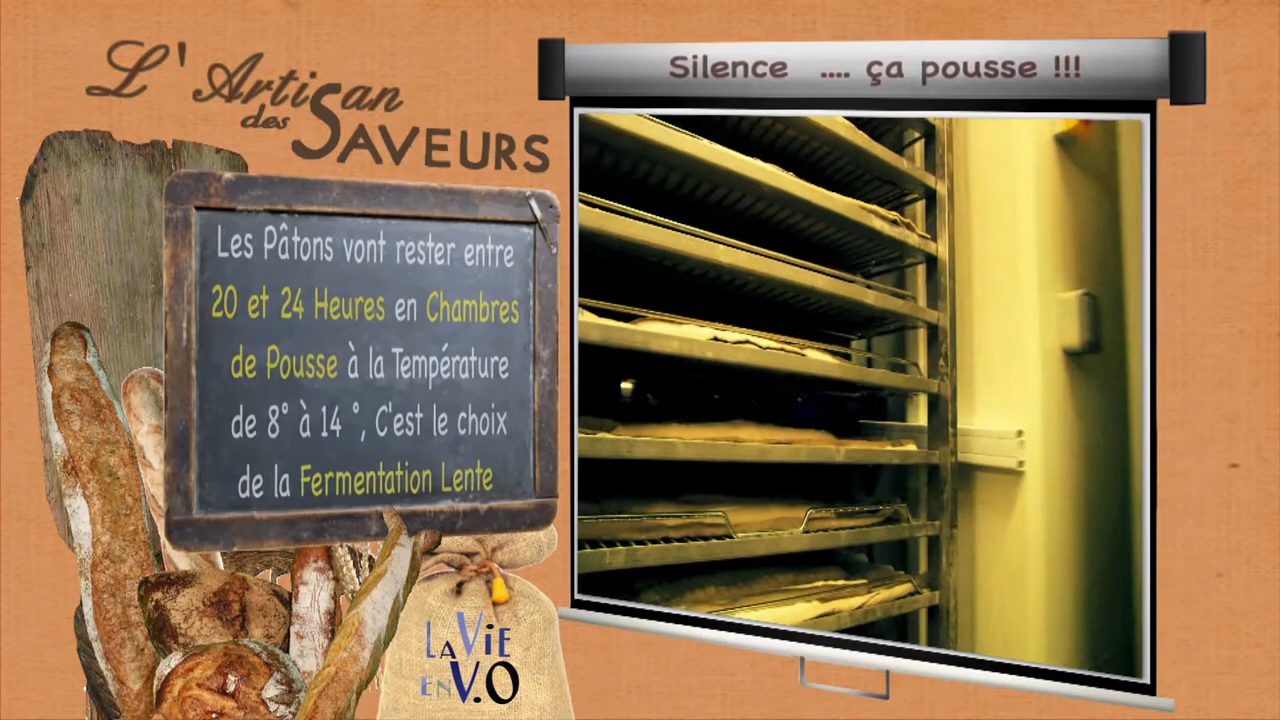 L'Artisan
des SAVEURS
Silence .... ça pousse !!!
Les Pâtons vont rester entre
20 et 24 Heures en Chambres
de Pousse à la Température
de 8° à 14 °, C'est le choix
de la Fermentation Lente
LA ViE
EN V.O